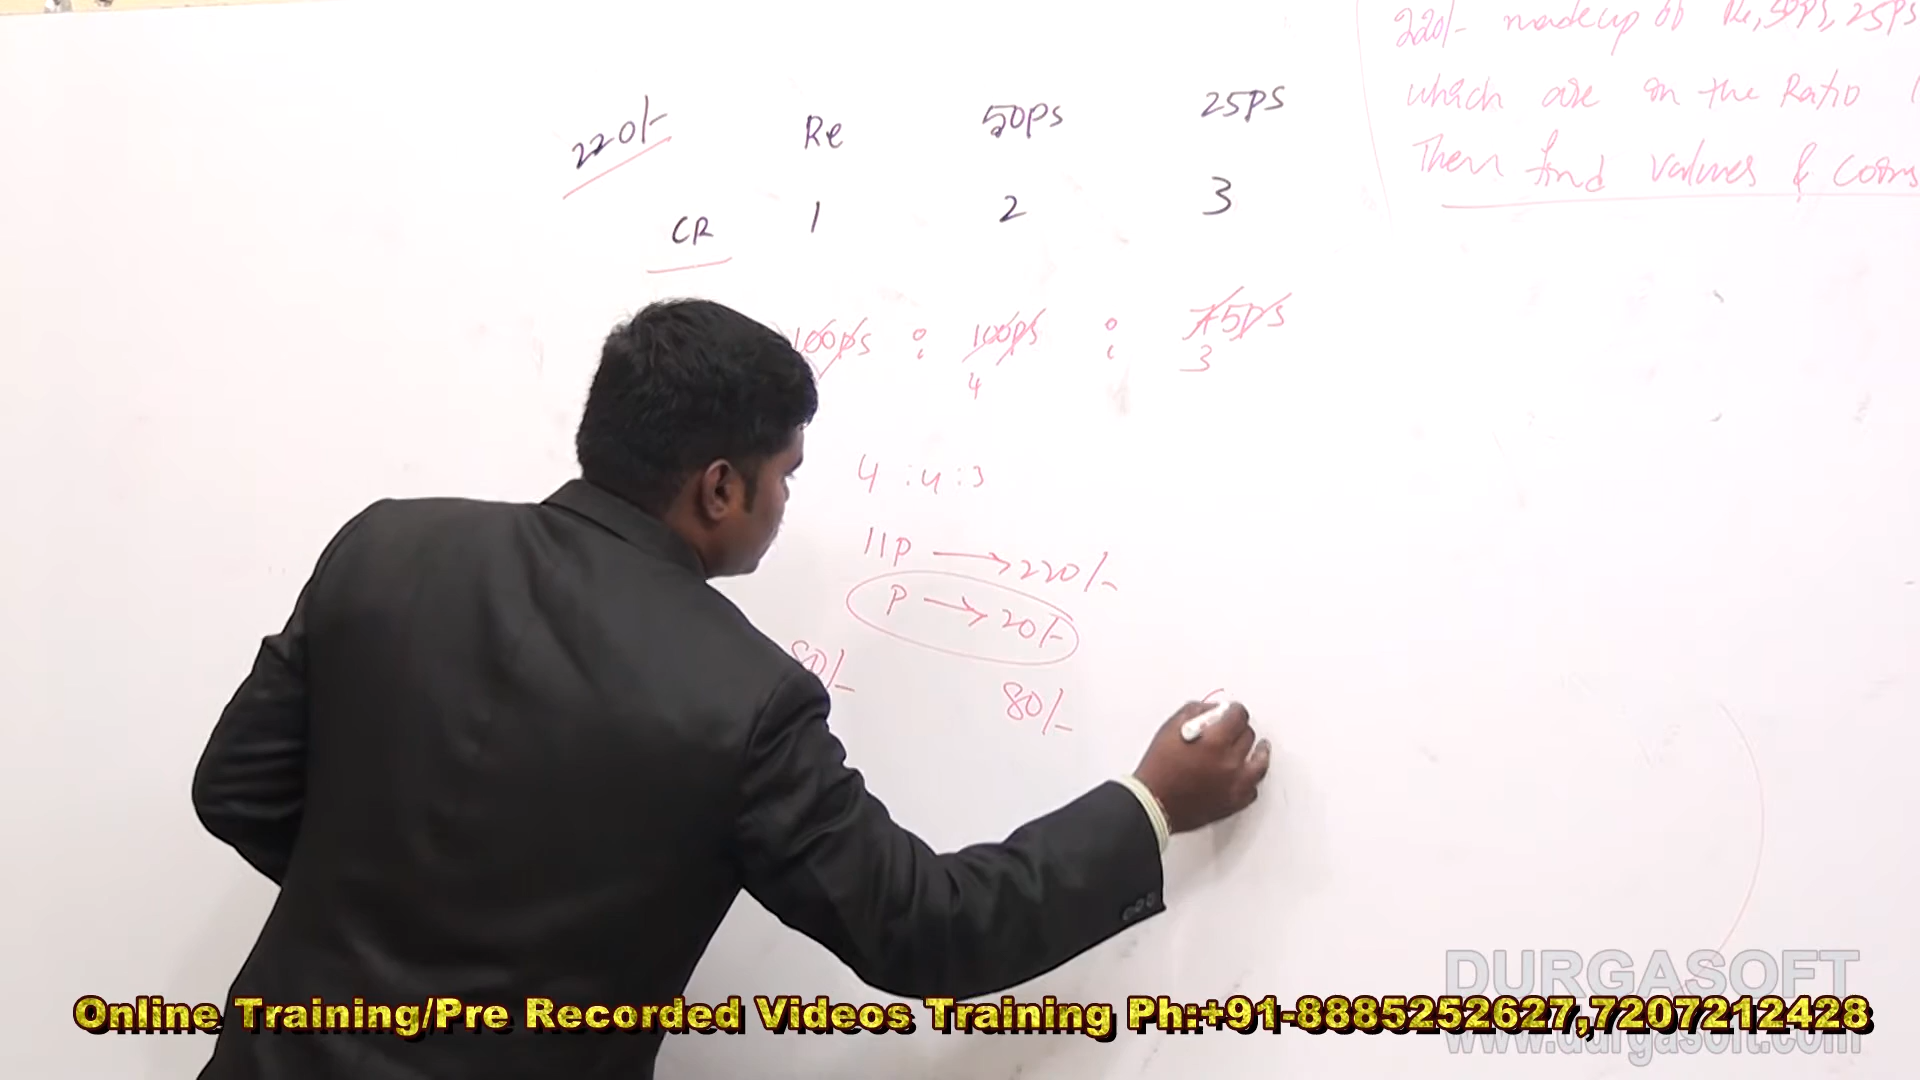 220/- madeup of Re, 50ps, 25ps
which are in the Ratio
Then find values & coins
220/- Re 50ps 25ps
CR 1 2 3
100ps : 100ps : 75ps
4 3
4 : 4 : 3
11p → 220/-
p → 20/-
80/- 80/-
DURGASOFT
www.durgasoft.com
Online Training/Pre Recorded Videos Training Ph:+91-8885252627,7207212428